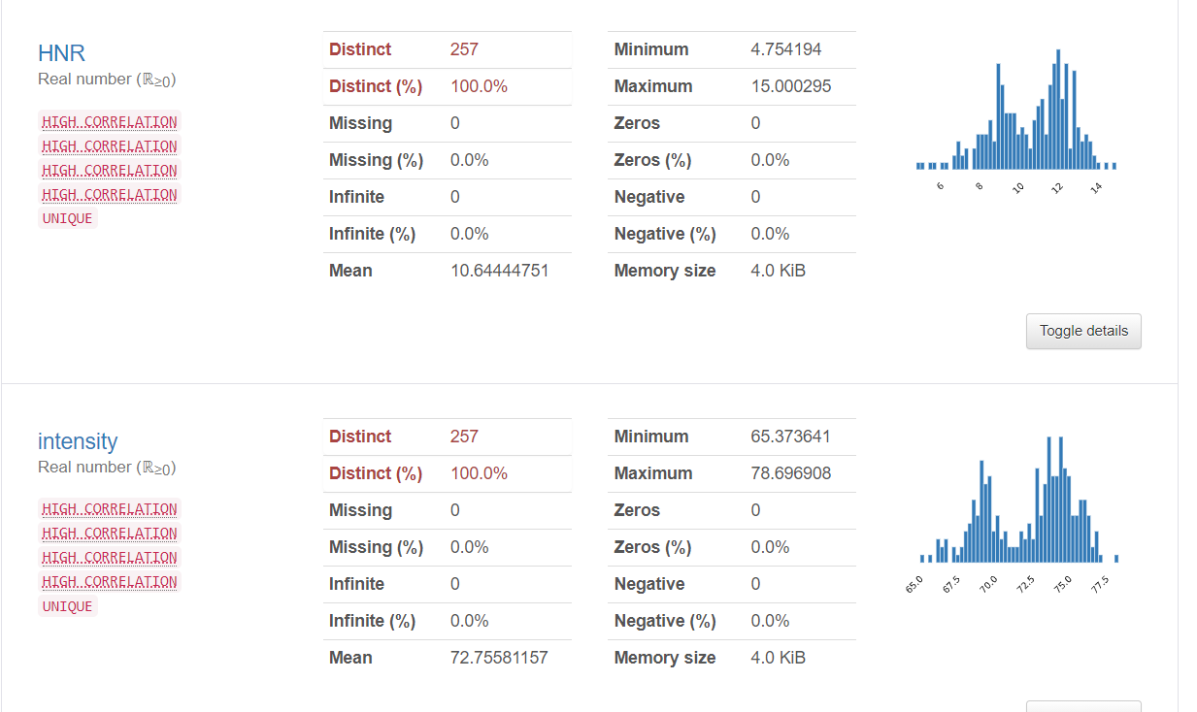 HNR
Real number (ℝ≥0)
HIGH CORRELATION
HIGH CORRELATION
HIGH CORRELATION
HIGH CORRELATION
UNIQUE
Distinct 257
Distinct (%) 100.0%
Missing 0
Missing (%) 0.0%
Infinite 0
Infinite (%) 0.0%
Mean 10.64444751
Minimum 4.754194
Maximum 15.000295
Zeros 0
Zeros (%) 0.0%
Negative 0
Negative (%) 0.0%
Memory size 4.0 KiB
6 8 10 12 14
Toggle details
intensity
Real number (ℝ≥0)
HIGH CORRELATION
HIGH CORRELATION
HIGH CORRELATION
HIGH CORRELATION
UNIQUE
Distinct 257
Distinct (%) 100.0%
Missing 0
Missing (%) 0.0%
Infinite 0
Infinite (%) 0.0%
Mean 72.75581157
Minimum 65.373641
Maximum 78.696908
Zeros 0
Zeros (%) 0.0%
Negative 0
Negative (%) 0.0%
Memory size 4.0 KiB
65.0 67.5 70.0 72.5 75.0 77.5